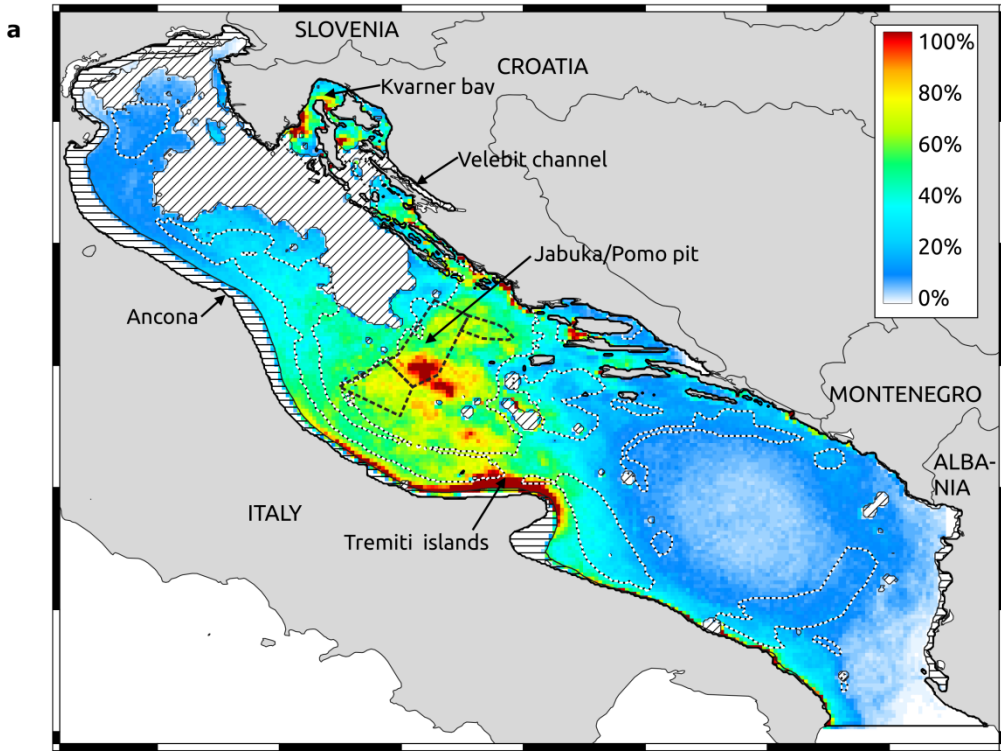 a
SLOVENIA
CROATIA
Kvarner bav
Velebit channel
Jabuka/Pomo pit
Ancona
MONTENEGRO
ALBA-
NIA
ITALY
Tremiti islands
100%
80%
60%
40%
20%
0%